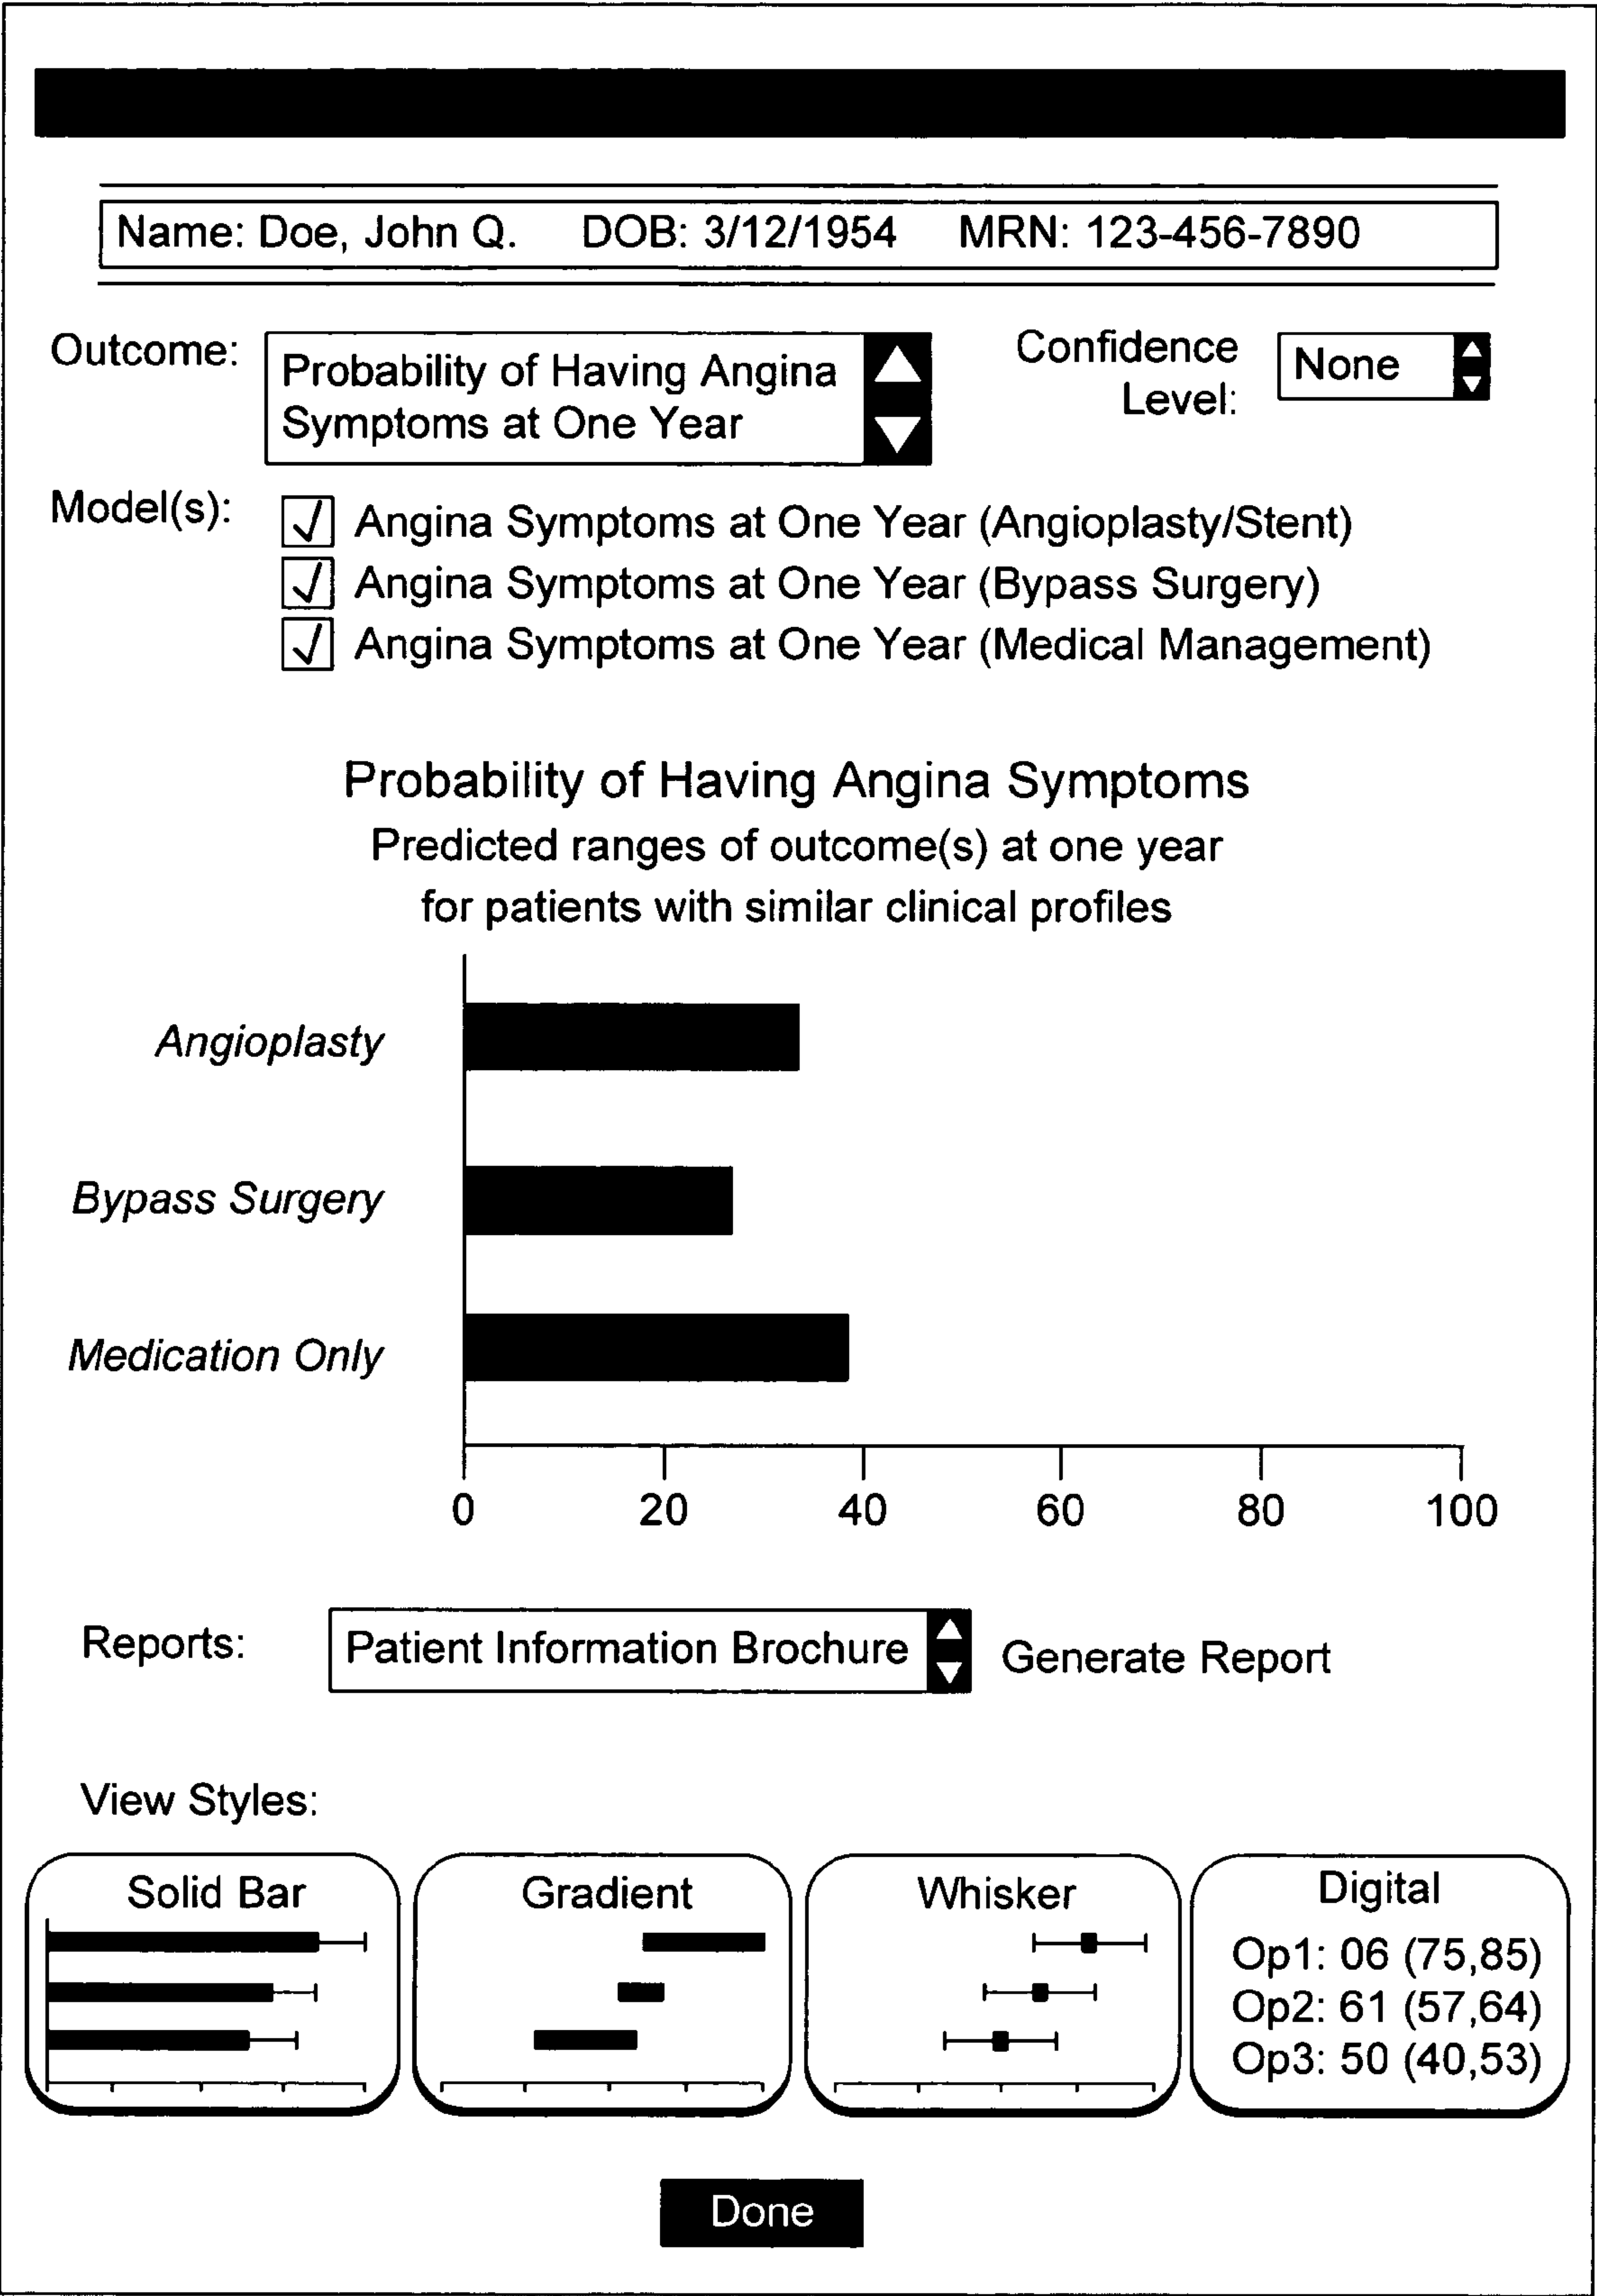 Name: Doe, John Q. DOB: 3/12/1954 MRN: 123-456-7890
Outcome:
Probability of Having Angina
Symptoms at One Year
Confidence
Level:
None
Model(s):
Angina Symptoms at One Year (Angioplasty/Stent)
Angina Symptoms at One Year (Bypass Surgery)
Angina Symptoms at One Year (Medical Management)
Probability of Having Angina Symptoms
Predicted ranges of outcome(s) at one year
for patients with similar clinical profiles
Angioplasty
Bypass Surgery
Medication Only
0 20 40 60 80 100
Reports:
Patient Information Brochure
Generate Report
View Styles:
Solid Bar
Gradient
Whisker
Digital
Op1: 06 (75,85)
Op2: 61 (57,64)
Op3: 50 (40,53)
Done